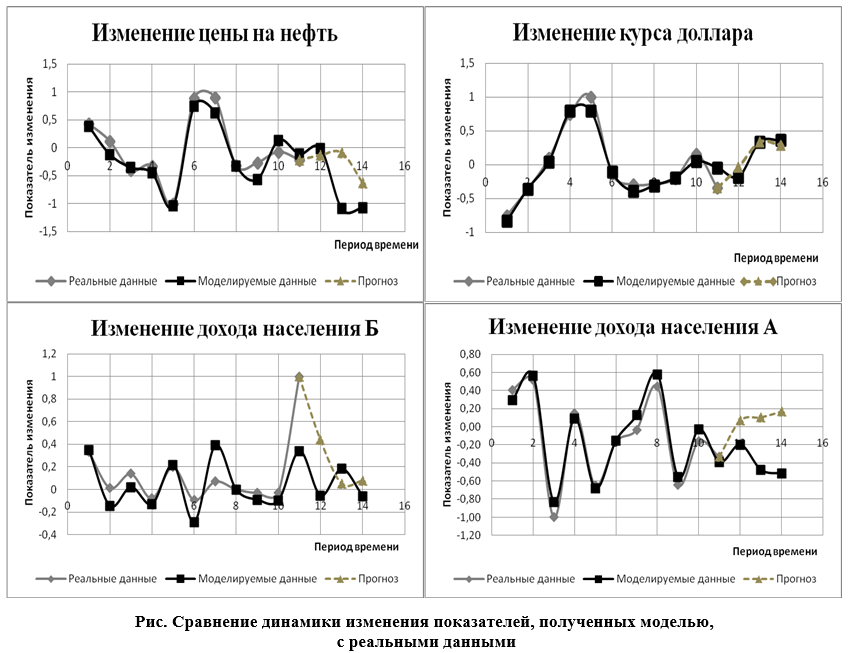 Изменение цены на нефть
Показатель изменения
1,5
1
0,5
0
-0,5
-1
-1,5
0
2
4
6
8
10
12
14
16
Период времени
Реальные данные
Моделируемые данные
Прогноз
Изменение курса доллара
Показатель изменения
1,5
1
0,5
0
-0,5
-1
0
2
4
6
8
10
12
14
16
Период времени
Реальные данные
Моделируемые данные
Прогноз
Изменение дохода населения Б
Показатель изменения
1,2
1
0,8
0,6
0,4
0,2
0
-0,2
-0,4
0
2
4
6
8
10
12
14
16
Период времени
Реальные данные
Моделируемые данные
Прогноз
Изменение дохода населения А
Показатель изменения
0,80
0,60
0,40
0,20
0,00
-0,20
-0,40
-0,60
-0,80
-1,00
-1,20
0
2
4
6
8
10
12
14
16
Период времени
Реальные данные
Моделируемые данные
Прогноз
Рис. Сравнение динамики изменения показателей, полученных моделью,
с реальными данными